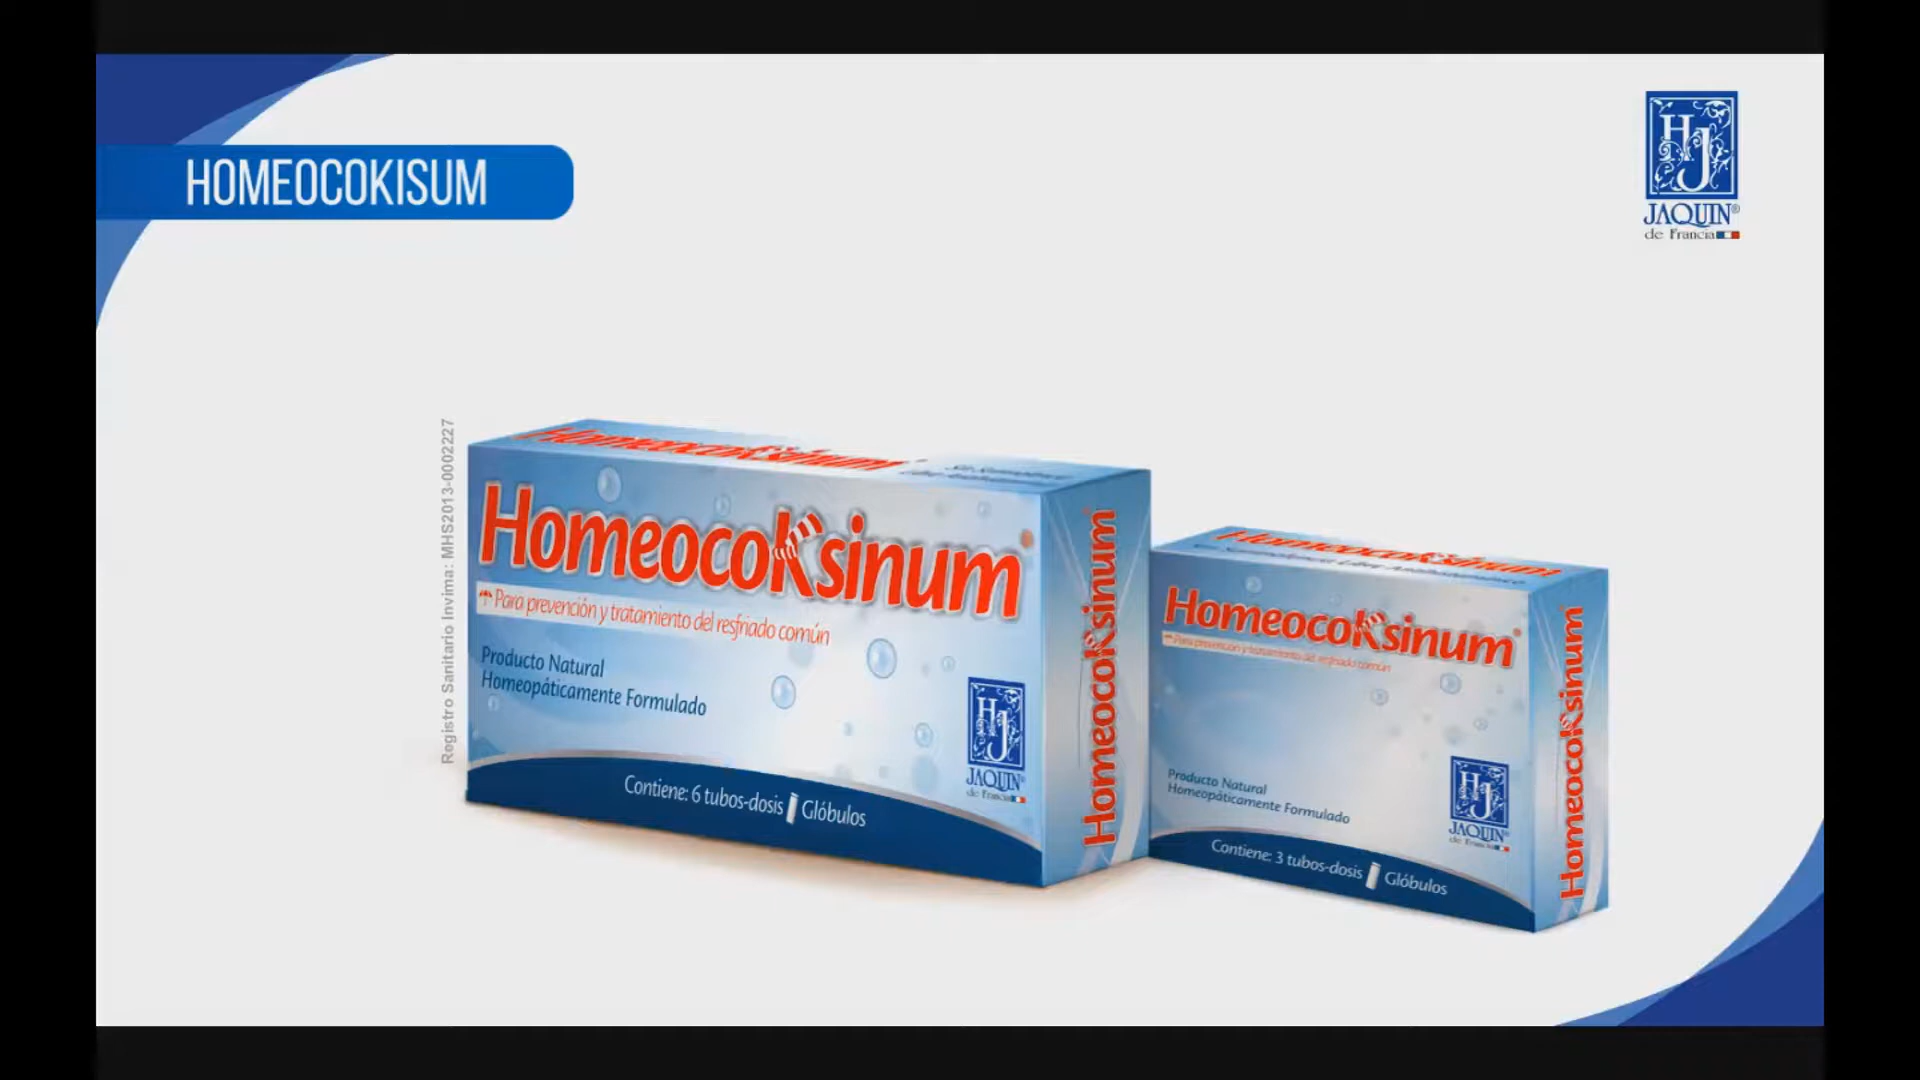 HOMEOCOKISUM
HJ
JAQUIN®
de Francia
Registro Sanitario Invima: MHS2013-0002227
Homeocoksinum
Homeocoksinum
Para prevención y tratamiento del resfriado común
Producto Natural
Homeopáticamente Formulado
HJ
JAQUIN
de Francia
Contiene: 6 tubos-dosis Glóbulos
Homeocoksinum
Homeocoksinum
Homeocoksinum
Para prevención y tratamiento del resfriado común
Producto Natural
Homeopáticamente Formulado
HJ
JAQUIN
de Francia
Contiene: 3 tubos-dosis Glóbulos
Homeocoksinum